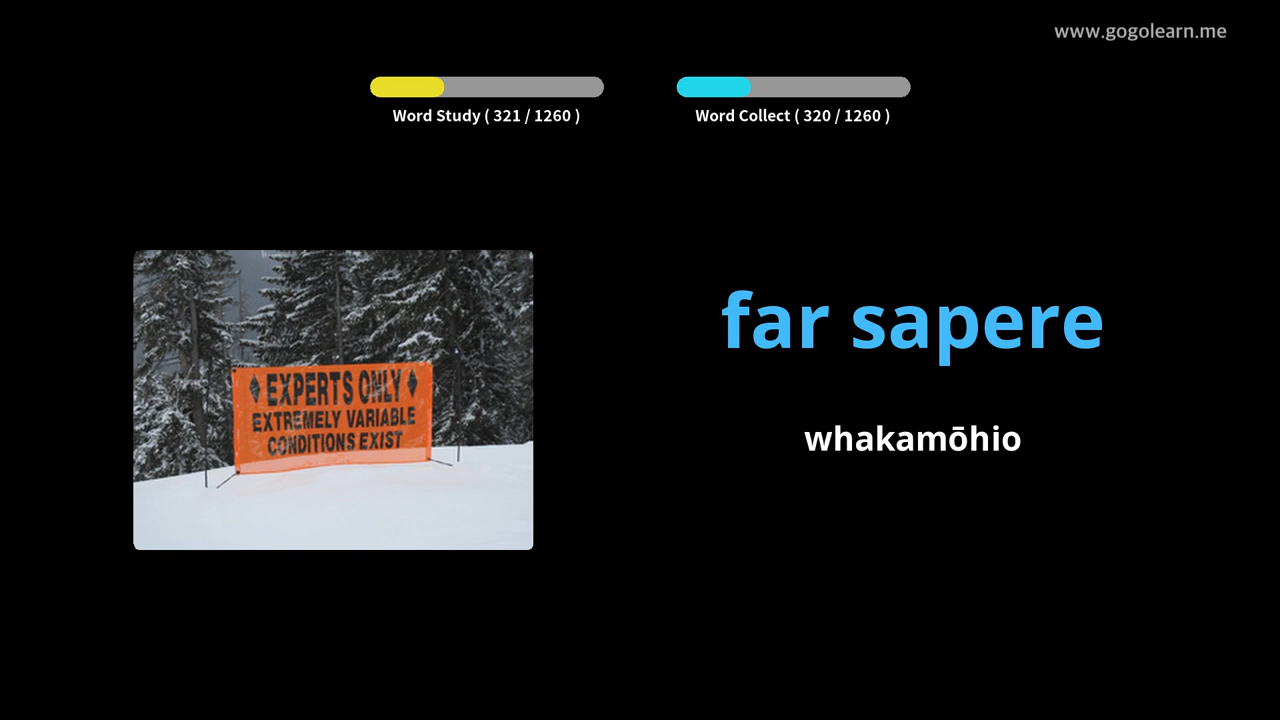 www.gogolearn.me
Word Study ( 321 / 1260 )
Word Collect ( 320 / 1260 )
EXPERTS ONLY
EXTREMELY VARIABLE
CONDITIONS EXIST
far sapere
whakamōhio